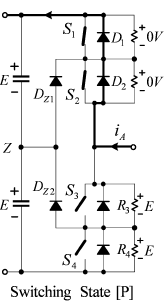 S1 D1 0V
E
DZ1 S2 D2 0V
iA
Z
DZ2 S3 R3 E
E
S4 R4 E
Switching State [P]